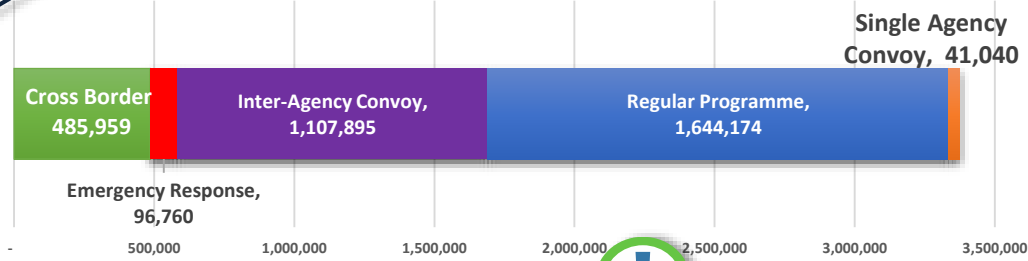 Single Agency
Convoy, 41,040
Cross Border
485,959
Inter-Agency Convoy,
1,107,895
Regular Programme,
1,644,174
Emergency Response,
96,760
- 500,000 1,000,000 1,500,000 2,000,000 2,500,000 3,000,000 3,500,000